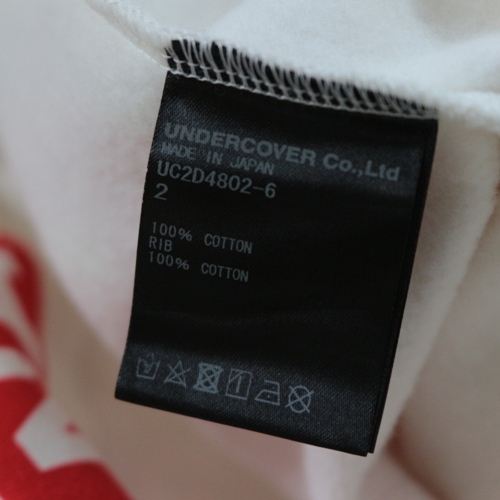 UNDERCOVER Co.,Ltd
MADE IN JAPAN
UC2D4802-6
2
100% COTTON
RIB
100% COTTON